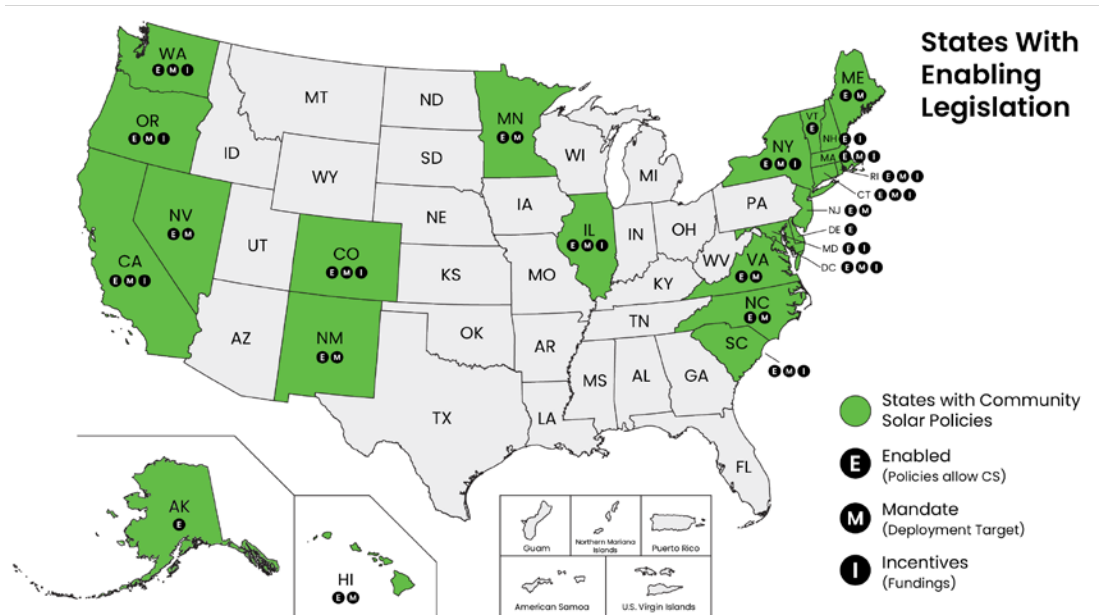 States With
Enabling
Legislation
WA
E M I
MT
ND
MN
E M
ME
E M
OR
E M I
ID
SD
WI
MI
VT
E
NH E I
NY
E M I
MA E M I
RI E M I
CT E M I
WY
IA
PA
NJ E M
NE
NV
E M
UT
CO
E M I
IL
E M I
IN
OH
DE E
MD E I
DC E M I
WV
VA
E M
CA
E M I
KS
MO
KY
NC
E M
TN
SC
E M I
AZ
NM
E M
OK
AR
MS
AL
GA
TX
LA
FL
States with Community
Solar Policies
E
Enabled
(Policies allow CS)
M
Mandate
(Deployment Target)
I
Incentives
(Fundings)
AK
E
HI
E M
Guam
Northern Mariana
Islands
Puerto Rico
American Samoa
U.S. Virgin Islands